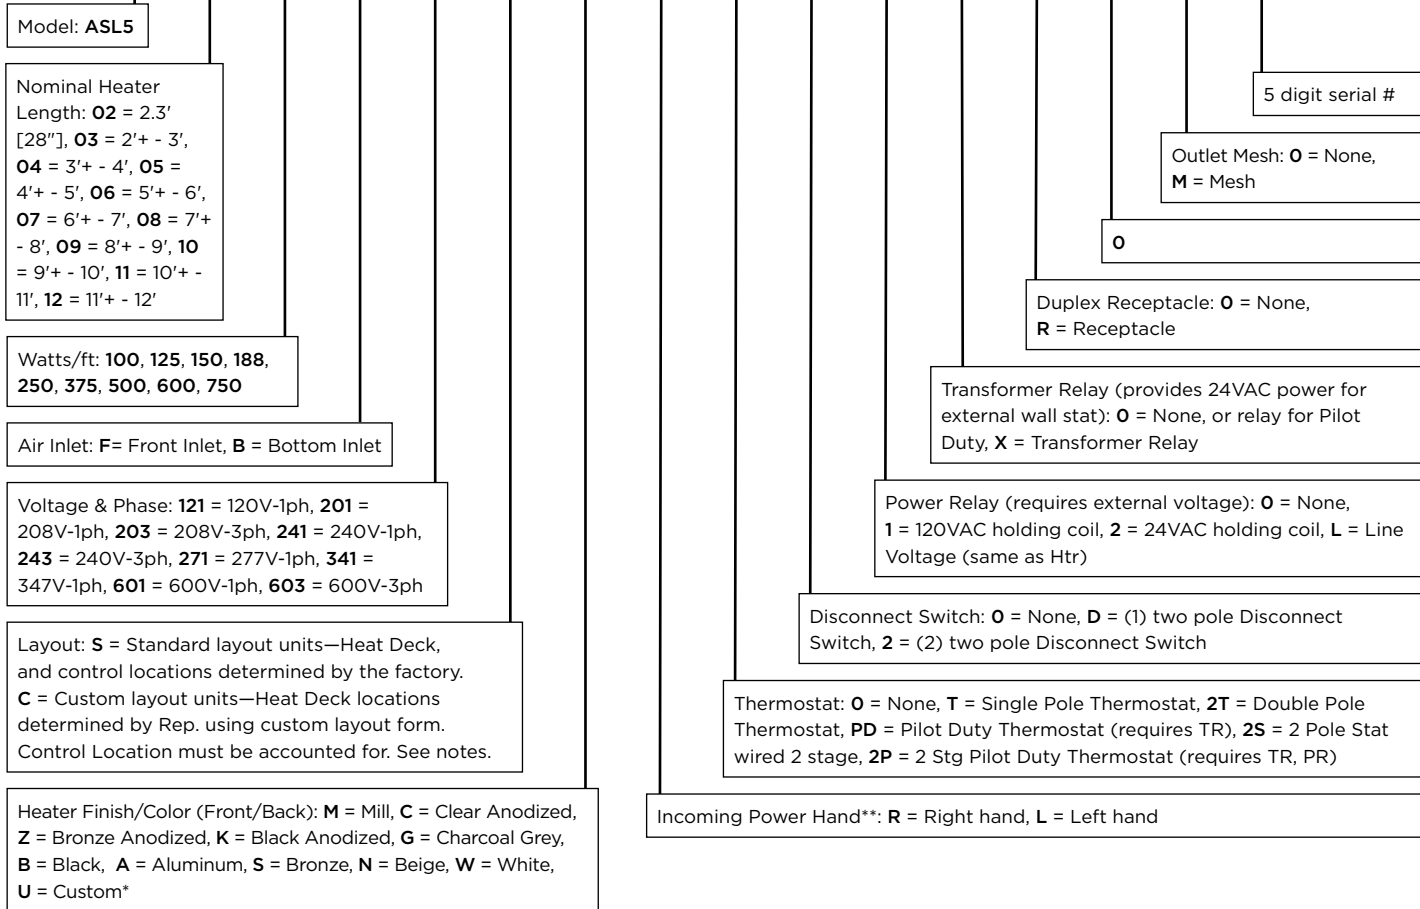 Model: ASL5
Nominal Heater
Length: 02 = 2.3'
[28"], 03 = 2'+ - 3',
04 = 3'+ - 4', 05 =
4'+ - 5', 06 = 5'+ - 6',
07 = 6'+ - 7', 08 = 7'+
- 8', 09 = 8'+ - 9', 10
= 9'+ - 10', 11 = 10'+ -
11', 12 = 11'+ - 12'
Watts/ft: 100, 125, 150, 188,
250, 375, 500, 600, 750
Air Inlet: F= Front Inlet, B = Bottom Inlet
Voltage & Phase: 121 = 120V-1ph, 201 =
208V-1ph, 203 = 208V-3ph, 241 = 240V-1ph,
243 = 240V-3ph, 271 = 277V-1ph, 341 =
347V-1ph, 601 = 600V-1ph, 603 = 600V-3ph
Layout: S = Standard layout units—Heat Deck,
and control locations determined by the factory.
C = Custom layout units—Heat Deck locations
determined by Rep. using custom layout form.
Control Location must be accounted for. See notes.
Heater Finish/Color (Front/Back): M = Mill, C = Clear Anodized,
Z = Bronze Anodized, K = Black Anodized, G = Charcoal Grey,
B = Black, A = Aluminum, S = Bronze, N = Beige, W = White,
U = Custom*
5 digit serial #
Outlet Mesh: 0 = None,
M = Mesh
0
Duplex Receptacle: 0 = None,
R = Receptacle
Transformer Relay (provides 24VAC power for
external wall stat): 0 = None, or relay for Pilot
Duty, X = Transformer Relay
Power Relay (requires external voltage): 0 = None,
1 = 120VAC holding coil, 2 = 24VAC holding coil, L = Line
Voltage (same as Htr)
Disconnect Switch: 0 = None, D = (1) two pole Disconnect
Switch, 2 = (2) two pole Disconnect Switch
Thermostat: 0 = None, T = Single Pole Thermostat, 2T = Double Pole
Thermostat, PD = Pilot Duty Thermostat (requires TR), 2S = 2 Pole Stat
wired 2 stage, 2P = 2 Stg Pilot Duty Thermostat (requires TR, PR)
Incoming Power Hand**: R = Right hand, L = Left hand